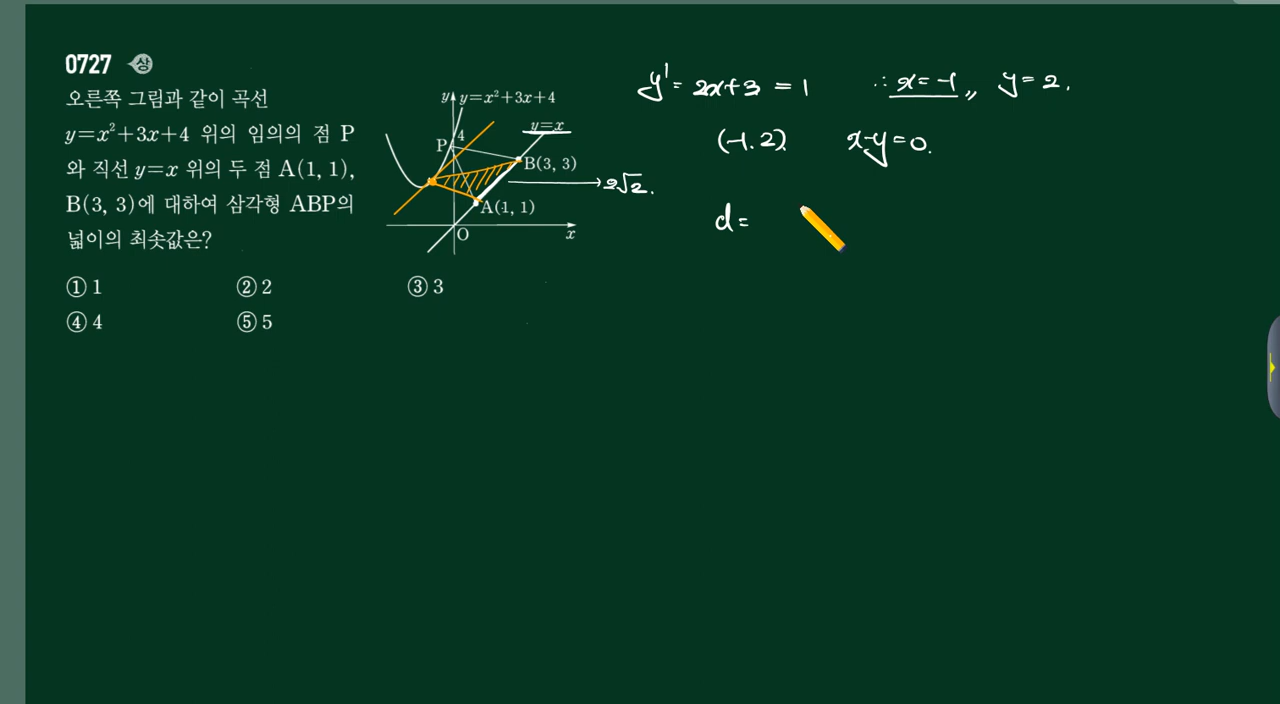 0727 상
오른쪽 그림과 같이 곡선
y=x²+3x+4 위의 임의의 점 P
와 직선 y=x 위의 두 점 A(1, 1),
B(3, 3)에 대하여 삼각형 ABP의
넓이의 최솟값은?
① 1 ② 2 ③ 3
④ 4 ⑤ 5
y y=x²+3x+4
4
y=x
P
B(3, 3)
A(1, 1)
O x
2√2.
y'=2x+3=1 ∴x=-1,, y=2.
(-1.2) x-y=0.
d=